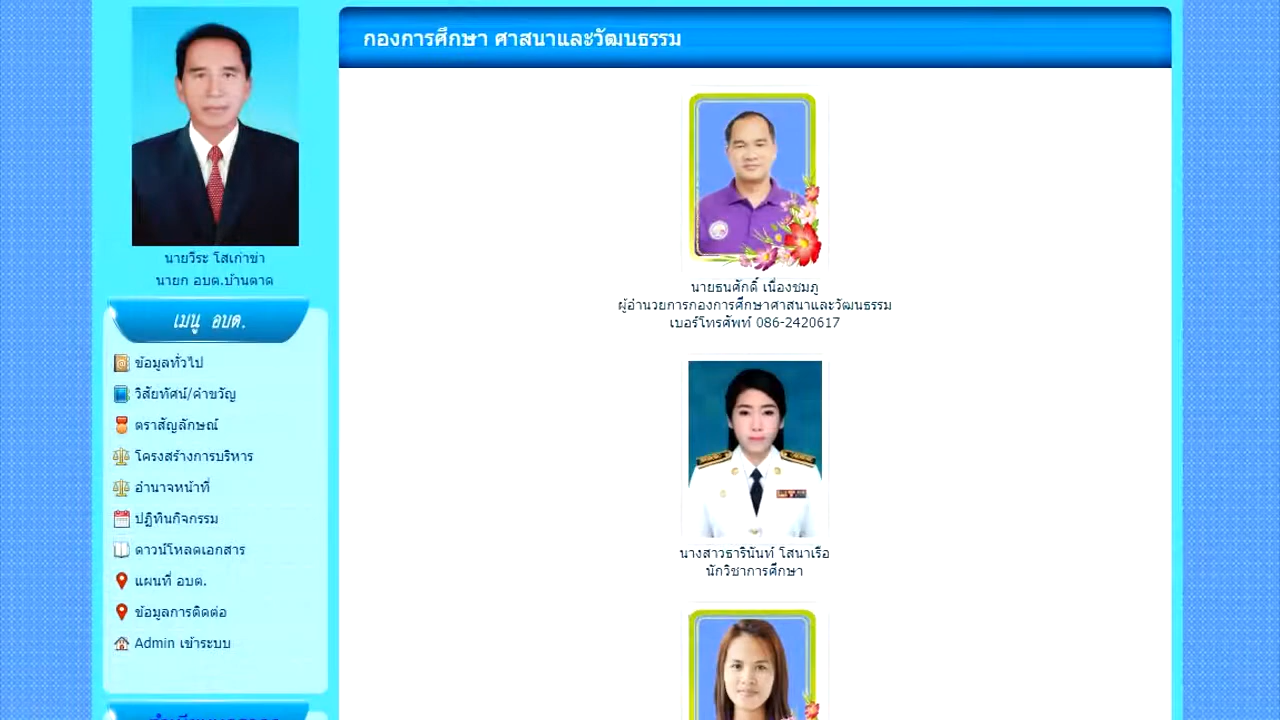 กองการศึกษา ศาสนาและวัฒนธรรม
นายวีระ โสเก่าข่า
นายก อบต.บ้านตาด
เมนู อบต.
ข้อมูลทั่วไป
วิสัยทัศน์/คำขวัญ
ตราสัญลักษณ์
โครงสร้างการบริหาร
อำนาจหน้าที่
ปฏิทินกิจกรรม
ดาวน์โหลดเอกสาร
แผนที่ อบต.
ข้อมูลการติดต่อ
Admin เข้าระบบ
นายธนศักดิ์ เนื่องชมภู
ผู้อำนวยการกองการศึกษาศาสนาและวัฒนธรรม
เบอร์โทรศัพท์ 086-2420617
นางสาวธารินันท์ โสนาเรือ
นักวิชาการศึกษา